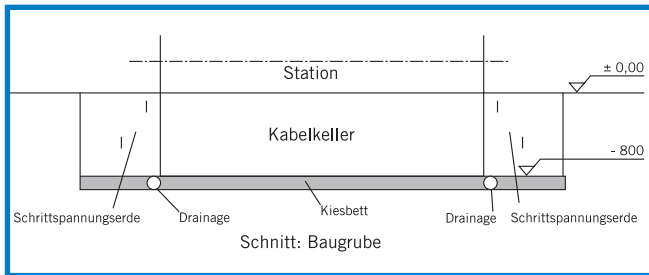 Station
± 0,00
Kabelkeller
- 800
Schrittspannungserde
Drainage
Kiesbett
Drainage
Schrittspannungserde
Schnitt: Baugrube